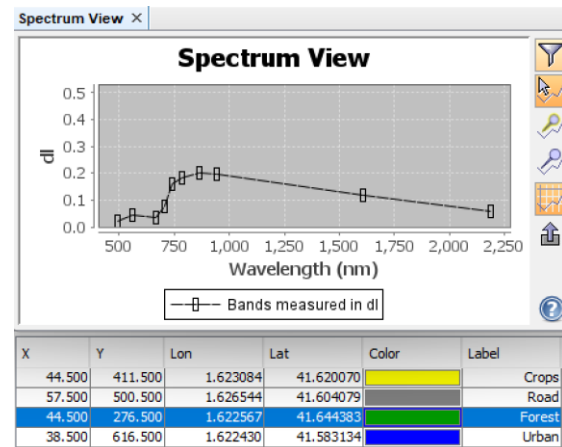 Spectrum View ×
Spectrum View
0.5
0.4
0.3
0.2
0.1
0.0
dl
500 750 1,000 1,250 1,500 1,750 2,000 2,250
Wavelength (nm)
Bands measured in dl
X Y Lon Lat Color Label
44.500 411.500 1.623084 41.620070 Crops
57.500 500.500 1.626544 41.604079 Road
44.500 276.500 1.622567 41.644383 Forest
38.500 616.500 1.622430 41.583134 Urban